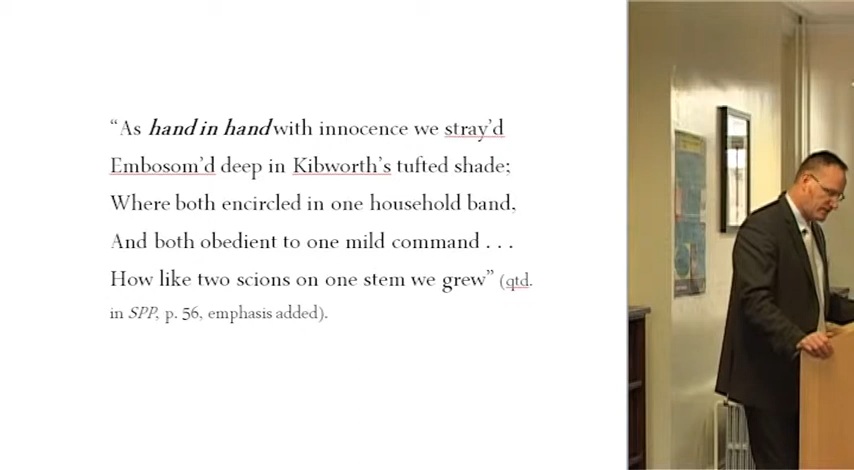 “As hand in hand with innocence we stray’d
Embosom’d deep in Kibworth’s tufted shade;
Where both encircled in one household band,
And both obedient to one mild command . . .
How like two scions on one stem we grew” (qtd.
in SPP, p. 56, emphasis added).